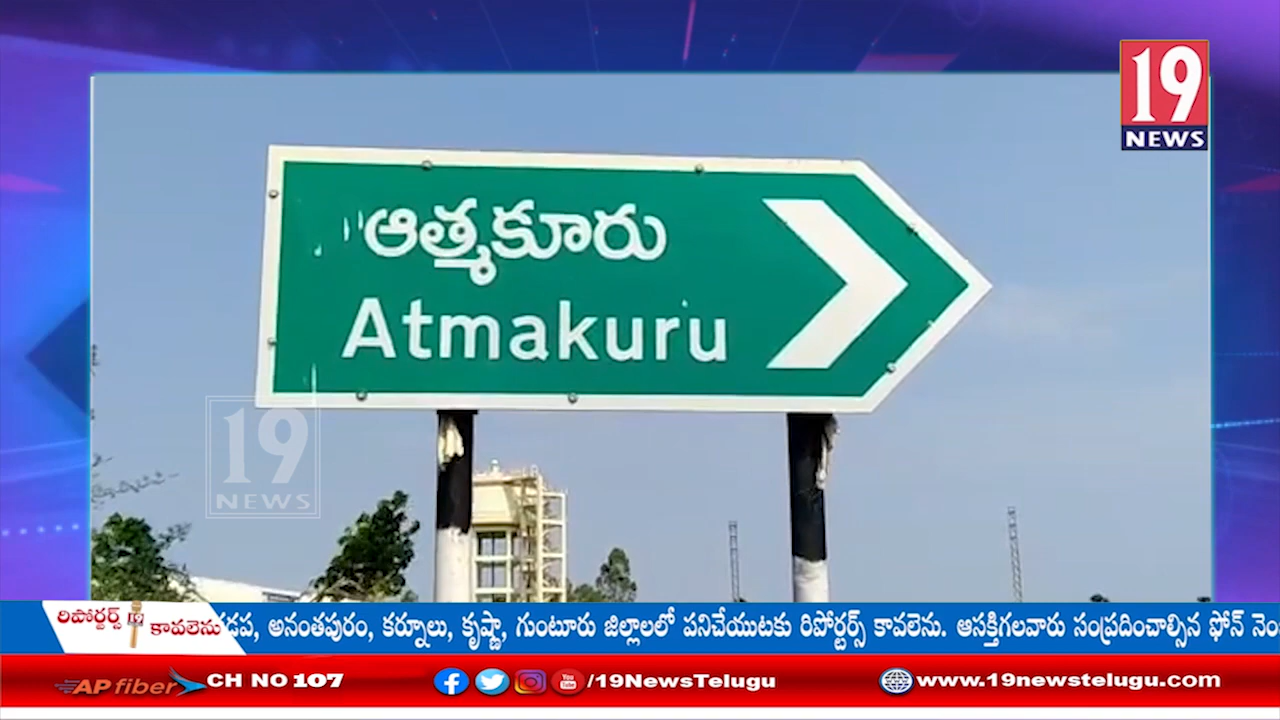 19
NEWS
ఆత్మకూరు
Atmakuru
19
NEWS
రిపోర్టర్స్ 19 కావలెను
డప, అనంతపురం, కర్నూలు, కృష్ణా, గుంటూరు జిల్లాలలో పనిచేయుటకు రిపోర్టర్స్ కావలెను. ఆసక్తిగలవారు సంప్రదించాల్సిన ఫోన్
AP fiber CH NO 107 /19NewsTelugu www.19newstelugu.com